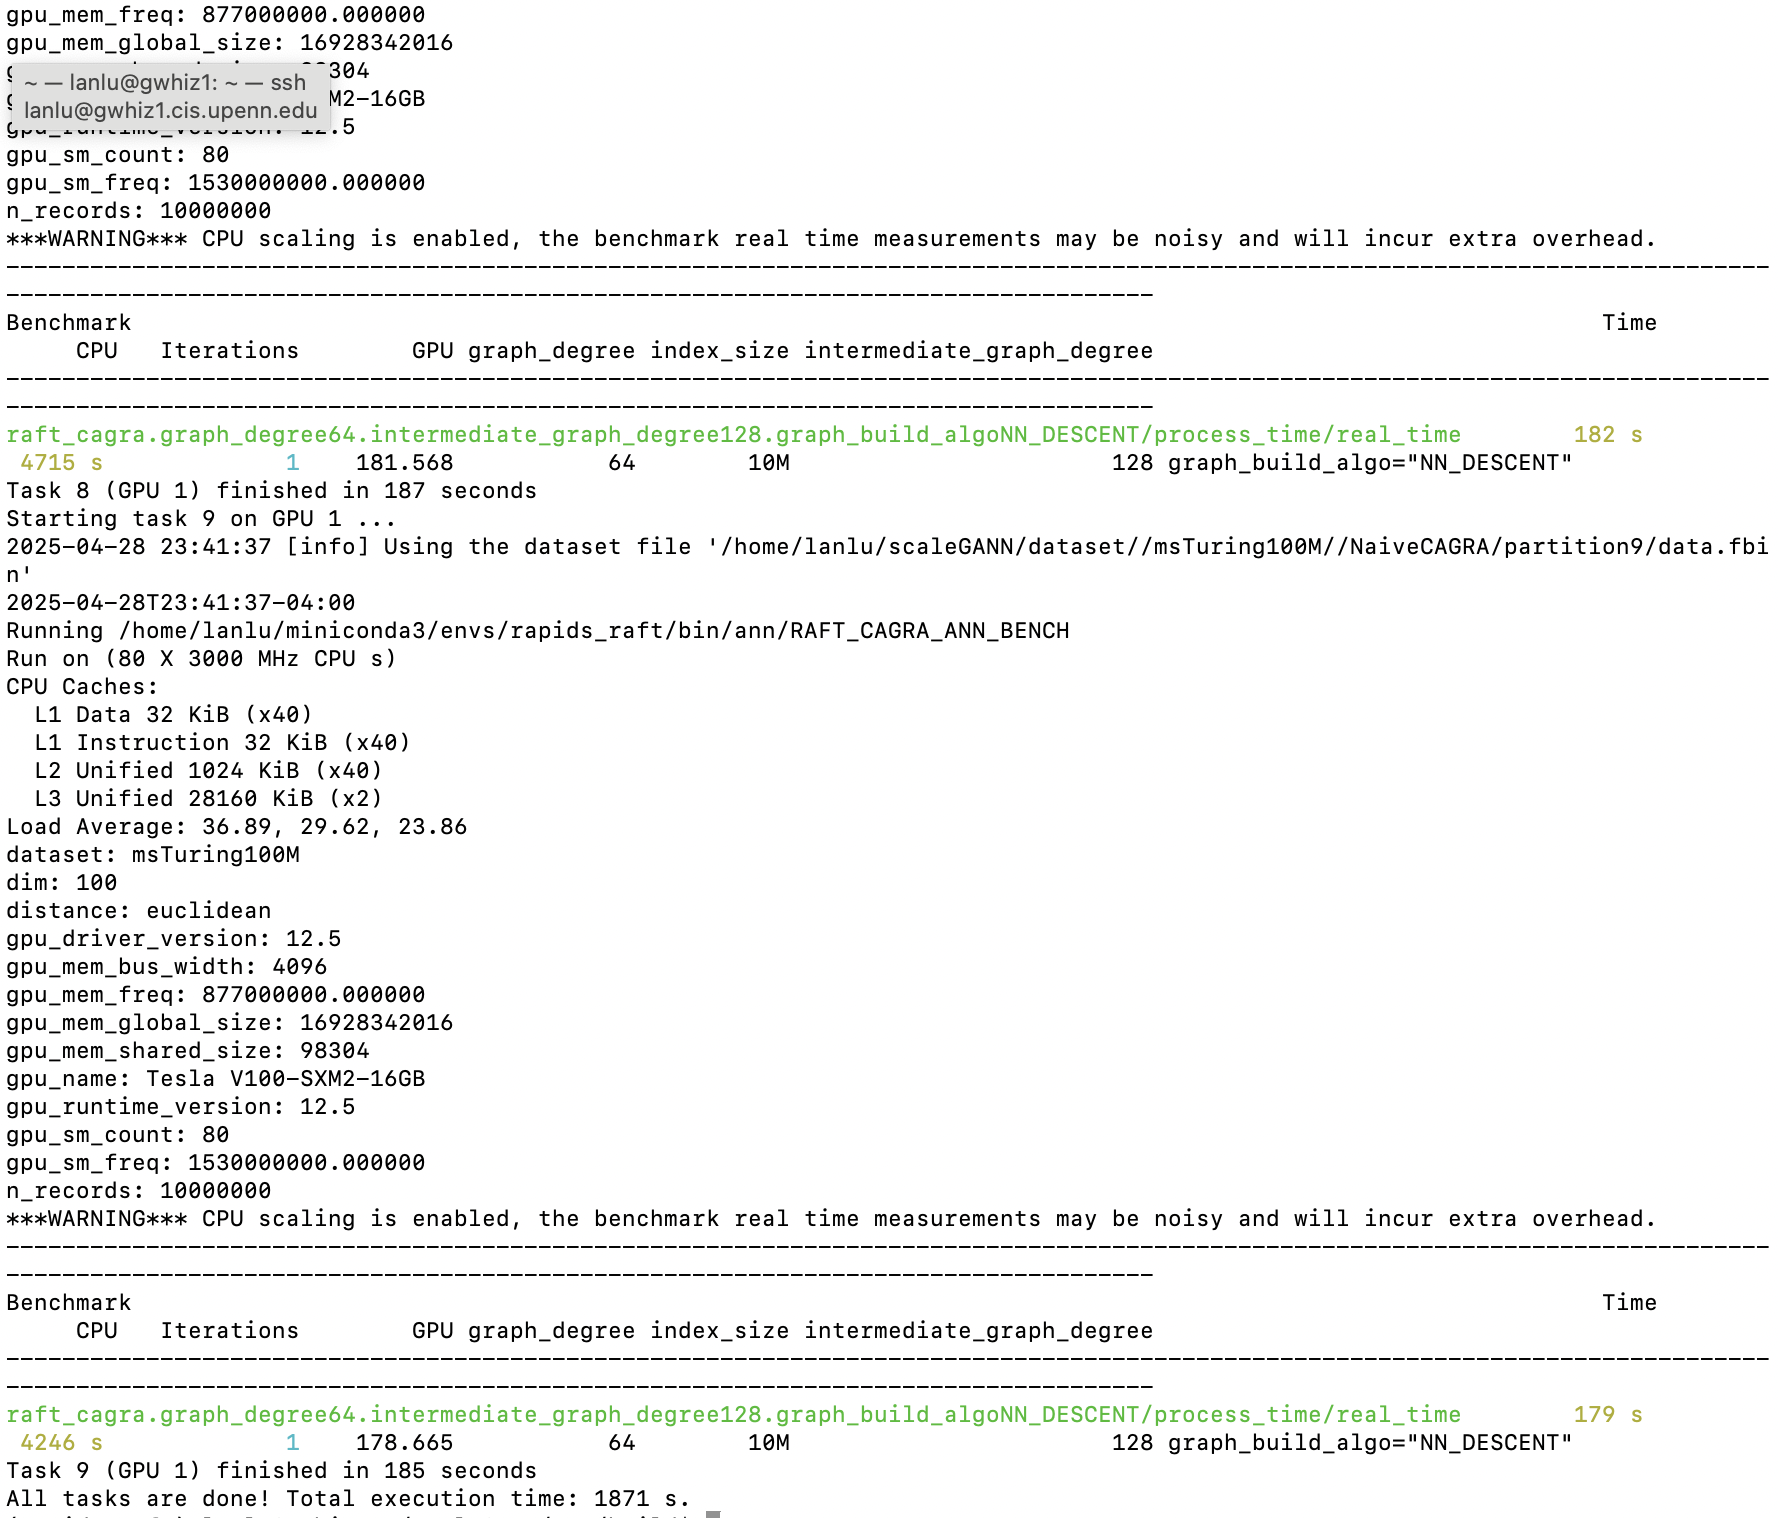 gpu_mem_freq: 877000000.000000
gpu_mem_global_size: 16928342016
304
~ — lanlu@gwhiz1: ~ — ssh
lanlu@gwhiz1.cis.upenn.edu
M2-16GB
gpu_runtime_version: 12.5
gpu_sm_count: 80
gpu_sm_freq: 1530000000.000000
n_records: 10000000
***WARNING*** CPU scaling is enabled, the benchmark real time measurements may be noisy and will incur extra overhead.
Benchmark Time
CPU Iterations GPU graph_degree index_size intermediate_graph_degree
raft_cagra.graph_degree64.intermediate_graph_degree128.graph_build_algoNN_DESCENT/process_time/real_time 182 s
4715 s 1 181.568 64 10M 128 graph_build_algo="NN_DESCENT"
Task 8 (GPU 1) finished in 187 seconds
Starting task 9 on GPU 1 ...
2025-04-28 23:41:37 [info] Using the dataset file '/home/lanlu/scaleGANN/dataset//msTuring100M//NaiveCAGRA/partition9/data.fbi
n'
2025-04-28T23:41:37-04:00
Running /home/lanlu/miniconda3/envs/rapids_raft/bin/ann/RAFT_CAGRA_ANN_BENCH
Run on (80 X 3000 MHz CPU s)
CPU Caches:
L1 Data 32 KiB (x40)
L1 Instruction 32 KiB (x40)
L2 Unified 1024 KiB (x40)
L3 Unified 28160 KiB (x2)
Load Average: 36.89, 29.62, 23.86
dataset: msTuring100M
dim: 100
distance: euclidean
gpu_driver_version: 12.5
gpu_mem_bus_width: 4096
gpu_mem_freq: 877000000.000000
gpu_mem_global_size: 16928342016
gpu_mem_shared_size: 98304
gpu_name: Tesla V100-SXM2-16GB
gpu_runtime_version: 12.5
gpu_sm_count: 80
gpu_sm_freq: 1530000000.000000
n_records: 10000000
***WARNING*** CPU scaling is enabled, the benchmark real time measurements may be noisy and will incur extra overhead.
Benchmark Time
CPU Iterations GPU graph_degree index_size intermediate_graph_degree
raft_cagra.graph_degree64.intermediate_graph_degree128.graph_build_algoNN_DESCENT/process_time/real_time 179 s
4246 s 1 178.665 64 10M 128 graph_build_algo="NN_DESCENT"
Task 9 (GPU 1) finished in 185 seconds
All tasks are done! Total execution time: 1871 s.